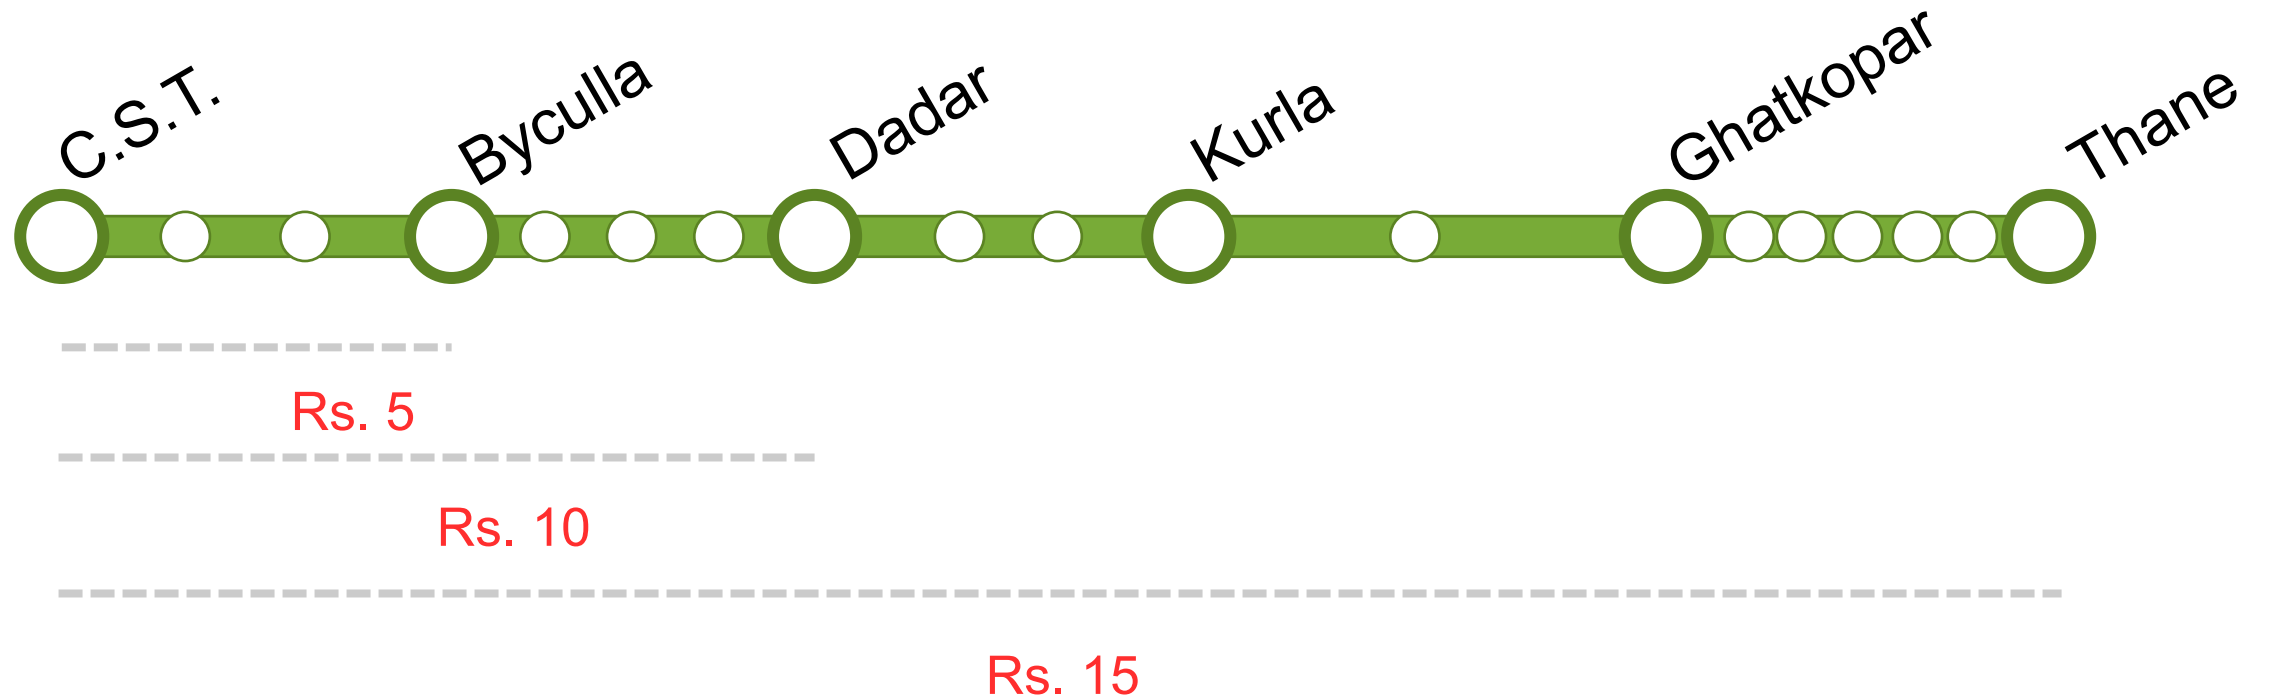 C.S.T.
Byculla
Dadar
Kurla
Ghatkopar
Thane
Rs. 5
Rs. 10
Rs. 15